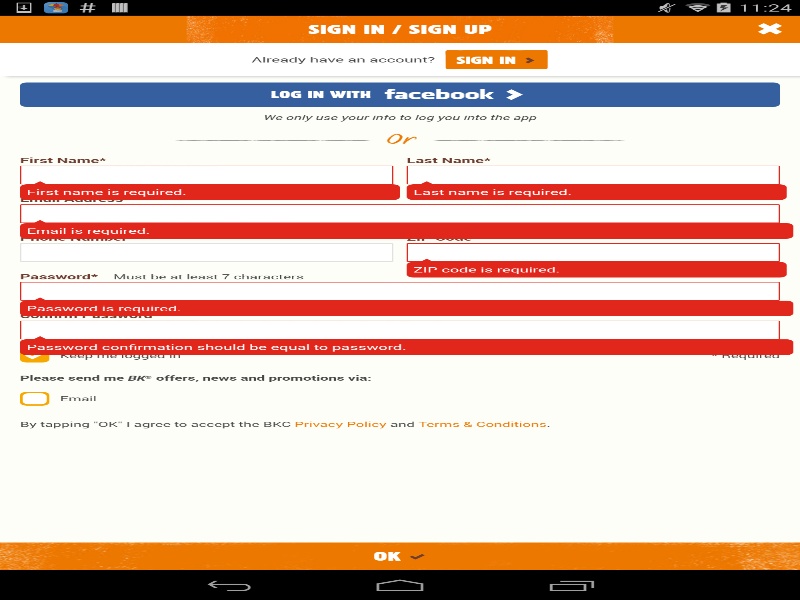 11:24
SIGN IN / SIGN UP
Already have an account? SIGN IN >
LOG IN WITH facebook
We only use your info to log you into the app
Or
First Name* Last Name*
First name is required. Last name is required.
Email Address*
Email is required.
Phone Number ZIP Code*
ZIP code is required.
Password* Must be at least 7 characters
Password is required.
Confirm Password*
Password confirmation should be equal to password.
Keep me logged in * Required
Please send me BK® offers, news and promotions via:
Email
By tapping "OK" I agree to accept the BKC Privacy Policy and Terms & Conditions.
OK